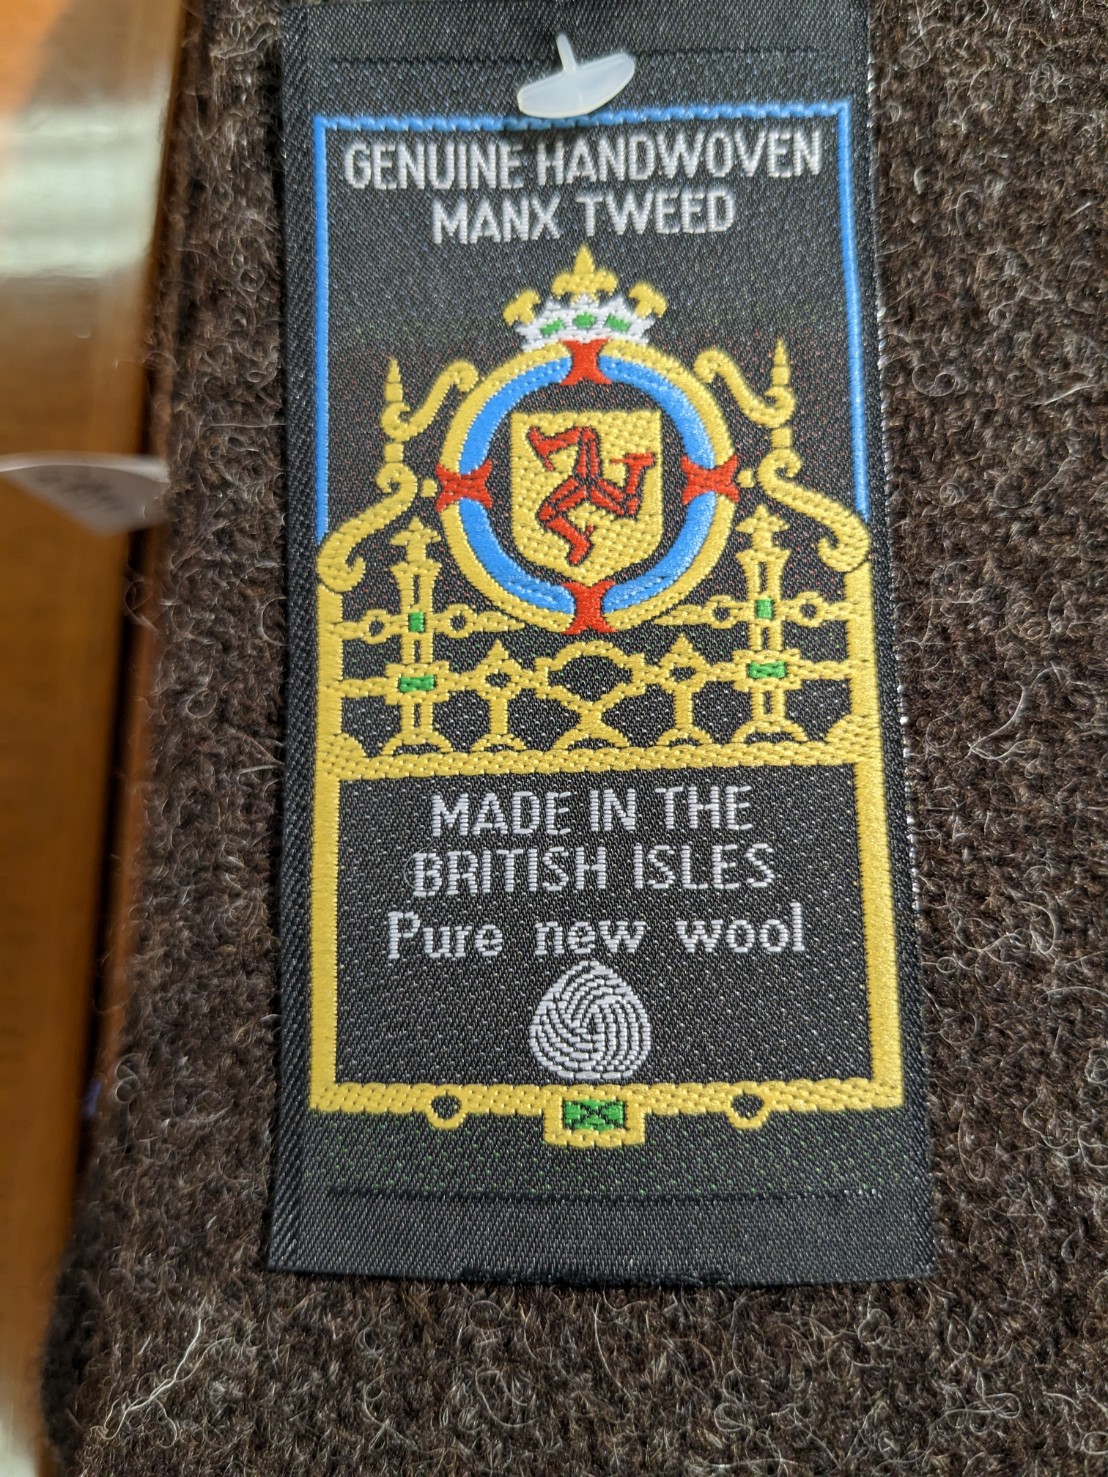 GENUINE HANDWOVEN
MANX TWEED
MADE IN THE
BRITISH ISLES
Pure new wool